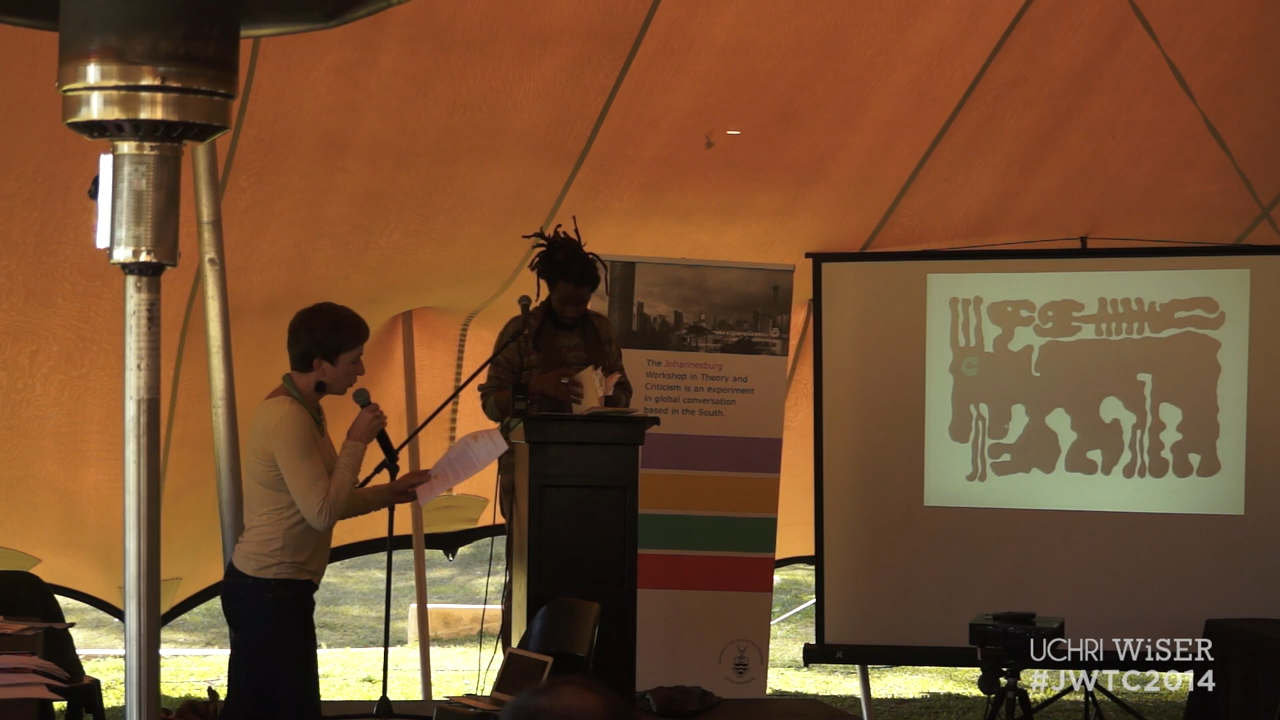 The Johannesburg
Workshop in Theory and
Criticism is an experiment
in global conversation
based in the South.
UCHRI WiSER
#JWTC2014